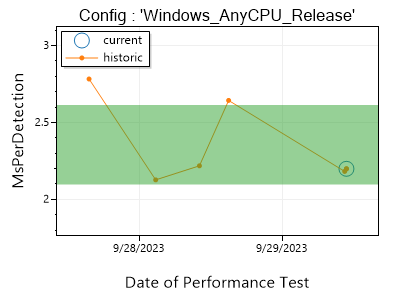 Config : 'Windows_AnyCPU_Release'
current
historic
3
2.5
2
MsPerDetection
9/28/2023
9/29/2023
Date of Performance Test